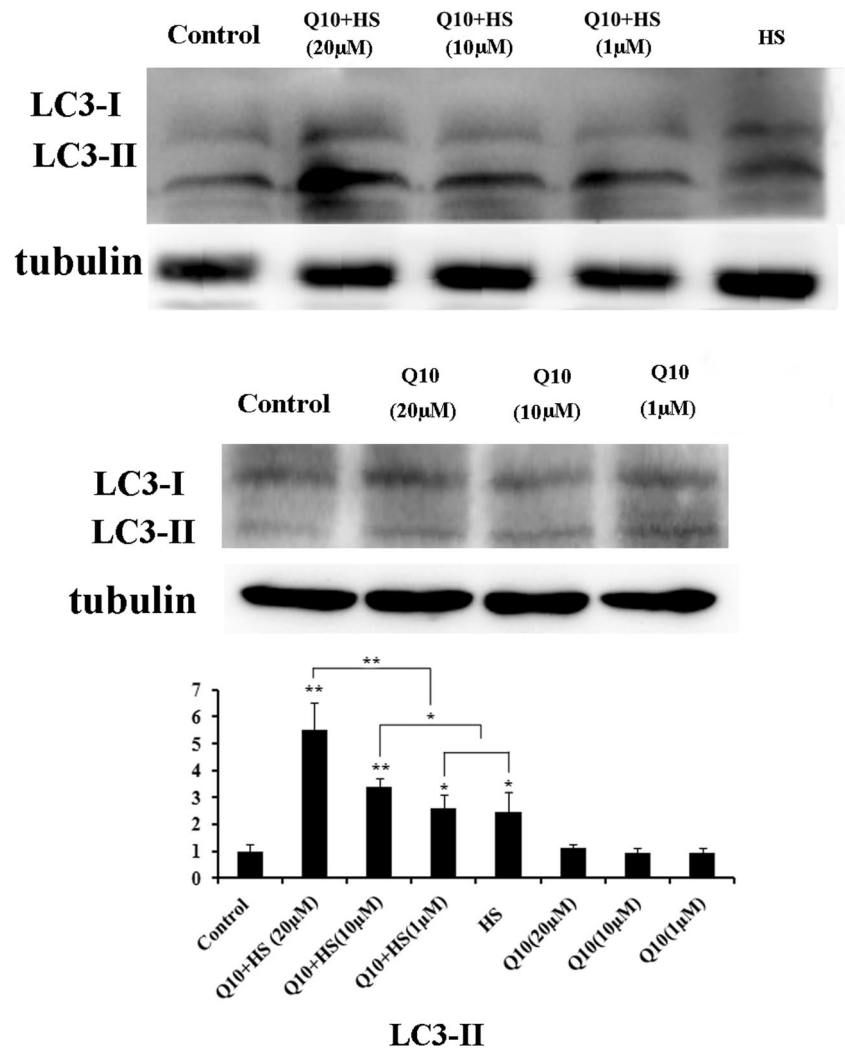 Control Q10+HS (20μM) Q10+HS (10μM) Q10+HS (1μM) HS
LC3-I
LC3-II
tubulin
Control Q10 (20μM) Q10 (10μM) Q10 (1μM)
LC3-I
LC3-II
tubulin
**
7
**
6
*
5
4
**
*
*
3
2
1
0
Control Q10+HS (20μM) Q10+HS(10μM) Q10+HS(1μM) HS Q10(20μM) Q10(10μM) Q10(1μM)
LC3-II